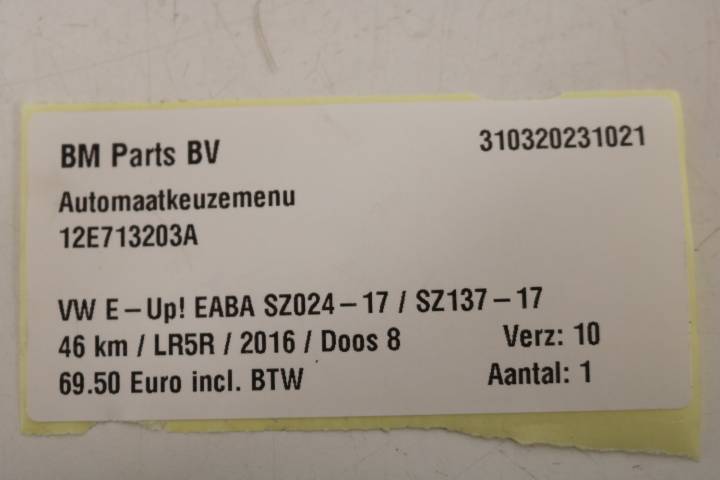 BM Parts BV 310320231021
Automaatkeuzemenu
12E713203A
VW E-Up! EABA SZ024-17 / SZ137-17
46 km / LR5R / 2016 / Doos 8 Verz: 10
69.50 Euro incl. BTW Aantal: 1